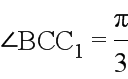 ∠BCC₁ = π/3